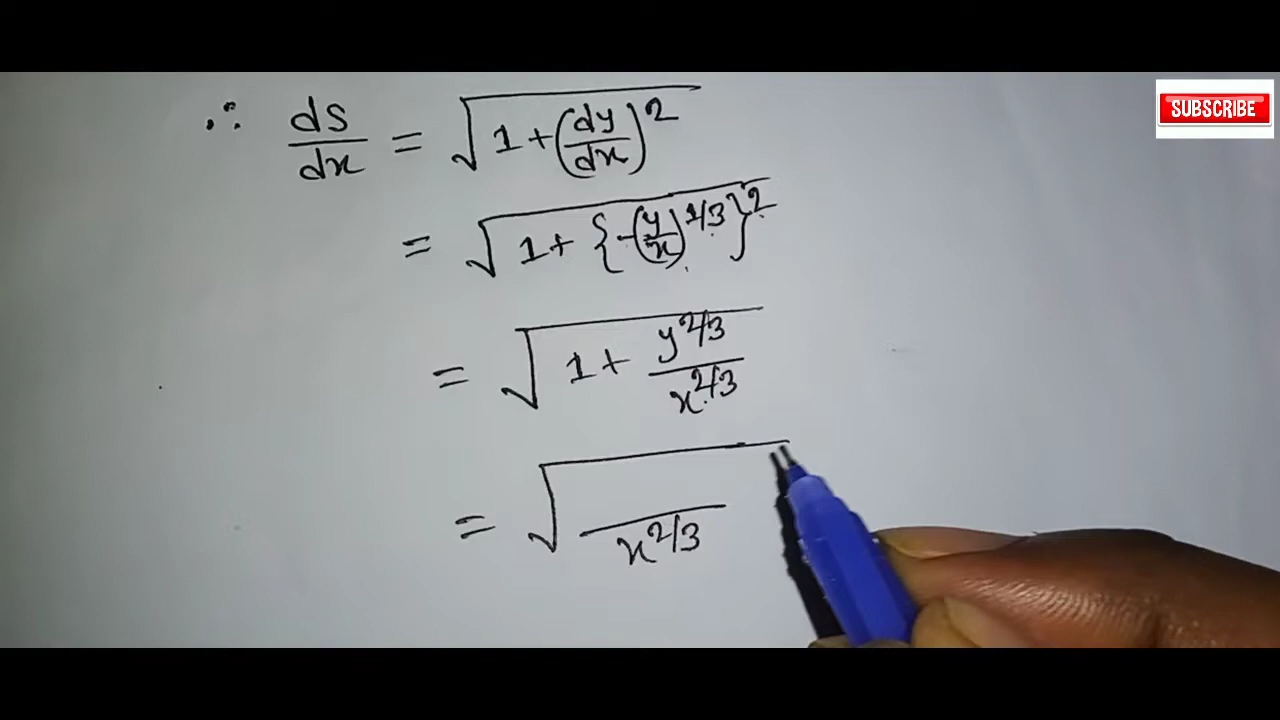 ∴ ds/dx = √(1+(dy/dx)^2)
SUBSCRIBE
= √(1+{-(y/x)^1/3}^2)
= √(1+ y^2/3 / x^2/3)
= √( / x^2/3)